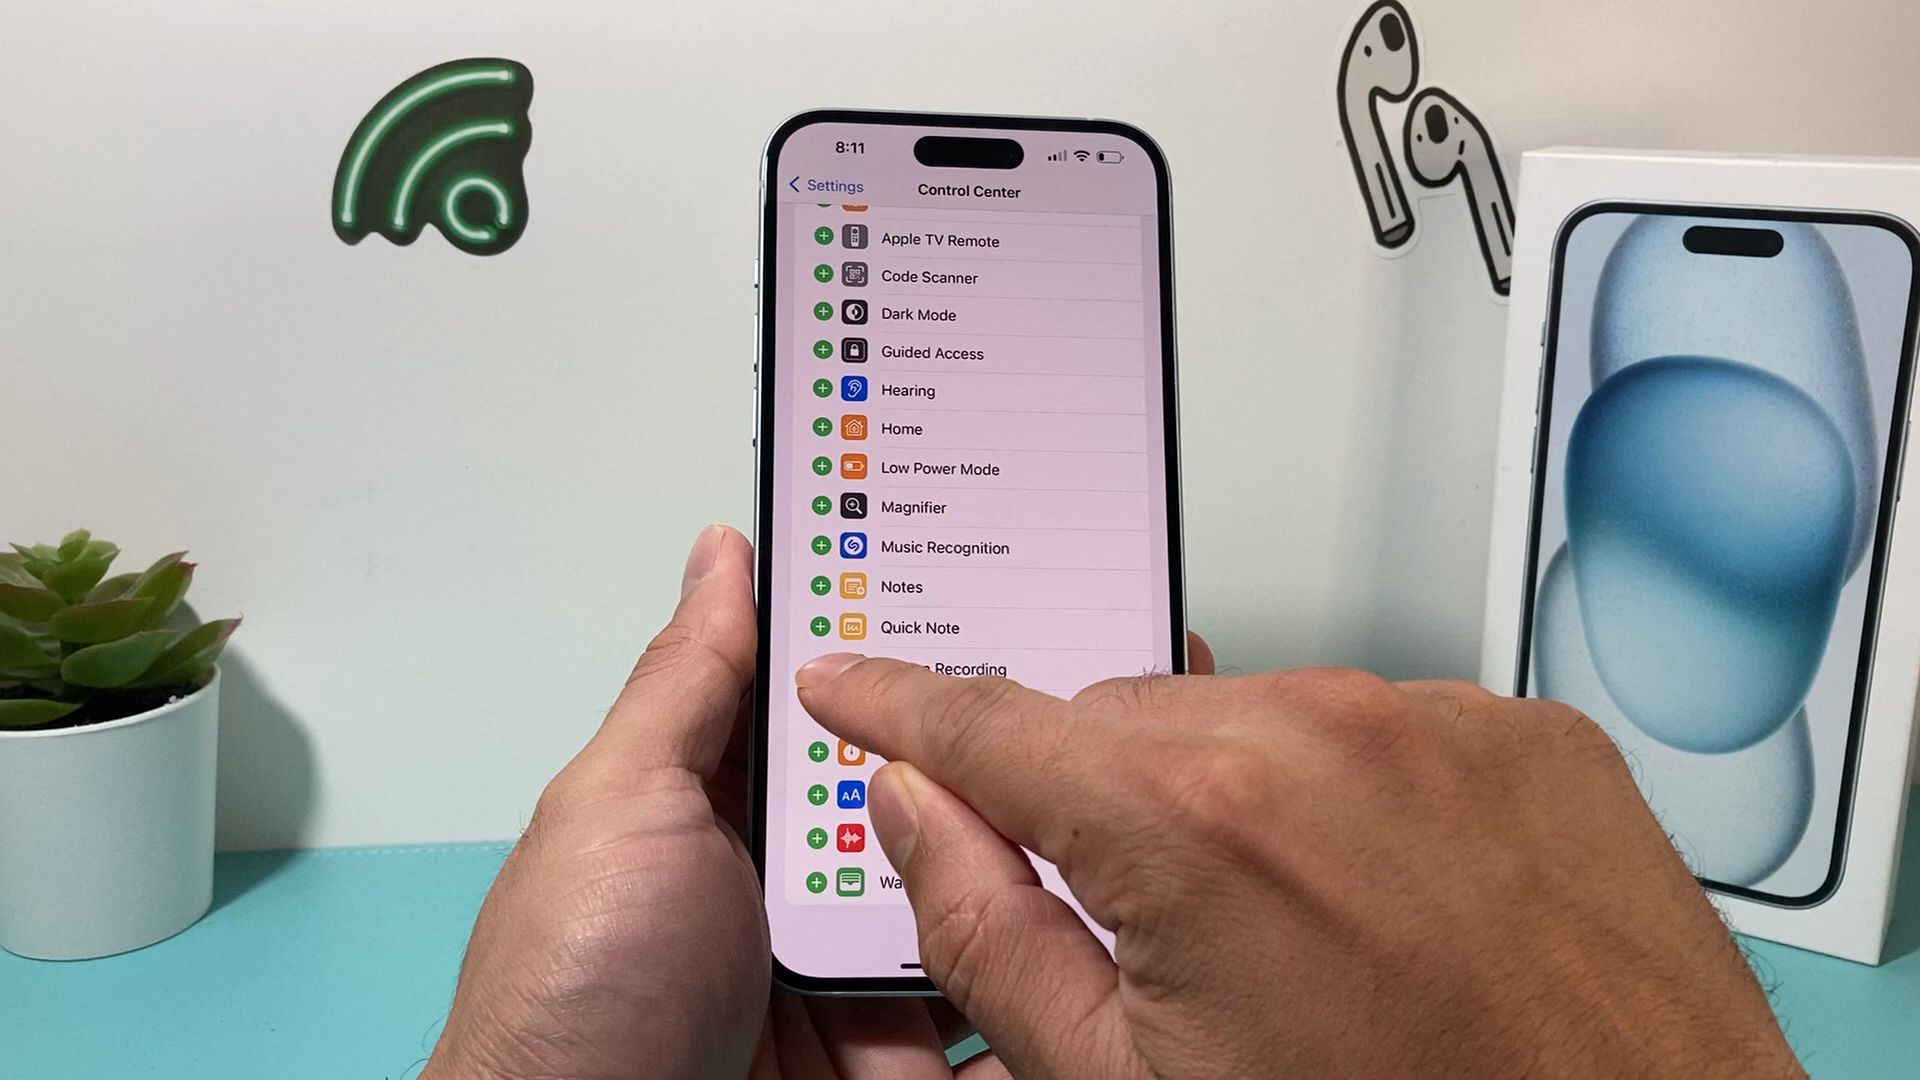 8:11
Settings
Control Center
Apple TV Remote
Code Scanner
Dark Mode
Guided Access
Hearing
Home
Low Power Mode
Magnifier
Music Recognition
Notes
Quick Note
Recording
AA
Wa